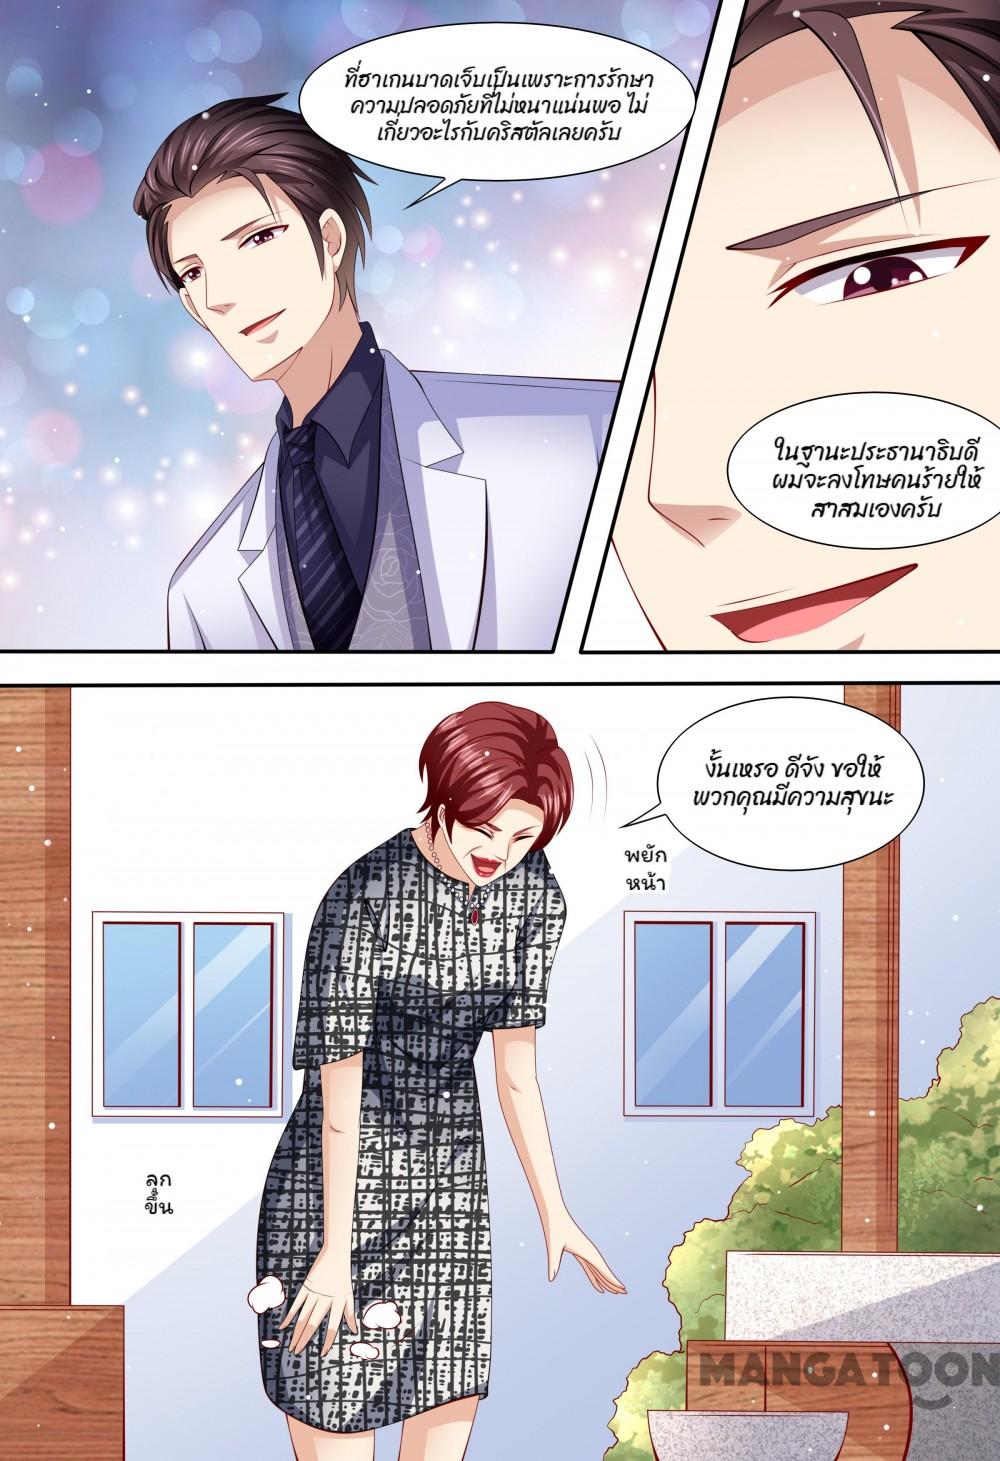 ที่ฮาเกนบาดเจ็บเป็นเพราะการรักษา
ความปลอดภัยที่ไม่หนาแน่นพอ ไม่
เกี่ยวอะไรกับคริสตัลเลยครับ
ในฐานะประธานาธิบดี
ผมจะลงโทษคนร้ายให้
สาสมเองครับ
งั้นเหรอ ดีจัง ขอให้
พวกคุณมีความสุขนะ
พยัก
หน้า
ลุก
ขึ้น
MANGATOON